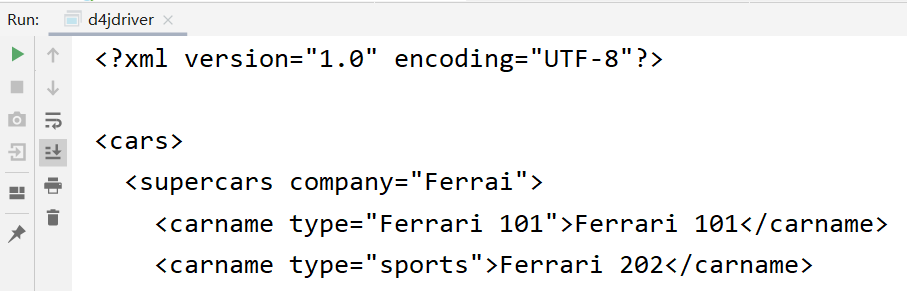 Run: d4jdriver
<?xml version="1.0" encoding="UTF-8"?>
<cars>
<supercars company="Ferrai">
<carname type="Ferrari 101">Ferrari 101</carname>
<carname type="sports">Ferrari 202</carname>